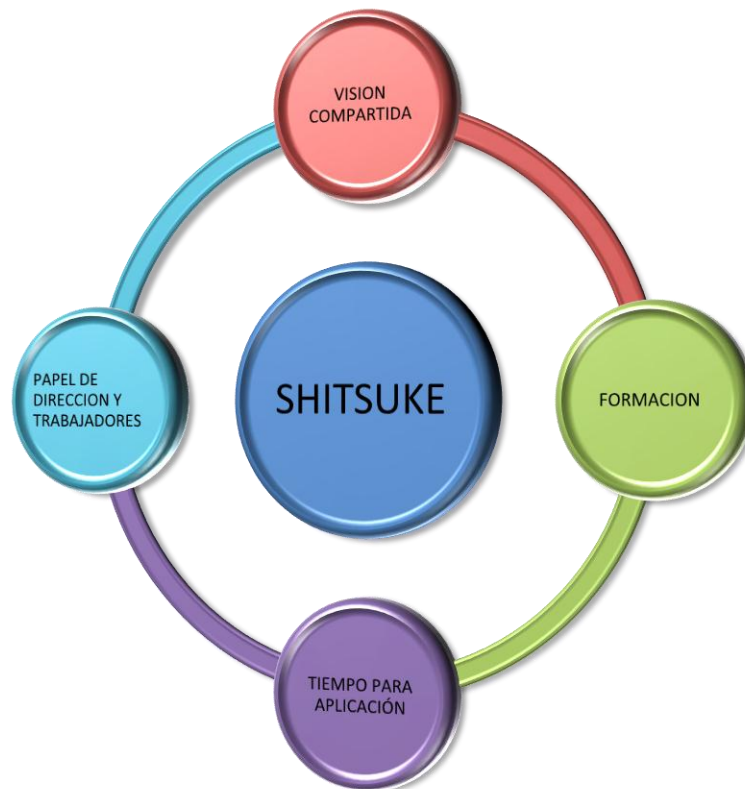 VISION
COMPARTIDA
SHITSUKE
FORMACION
PAPEL DE
DIRECCION Y
TRABAJADORES
TIEMPO PARA
APLICACIÓN